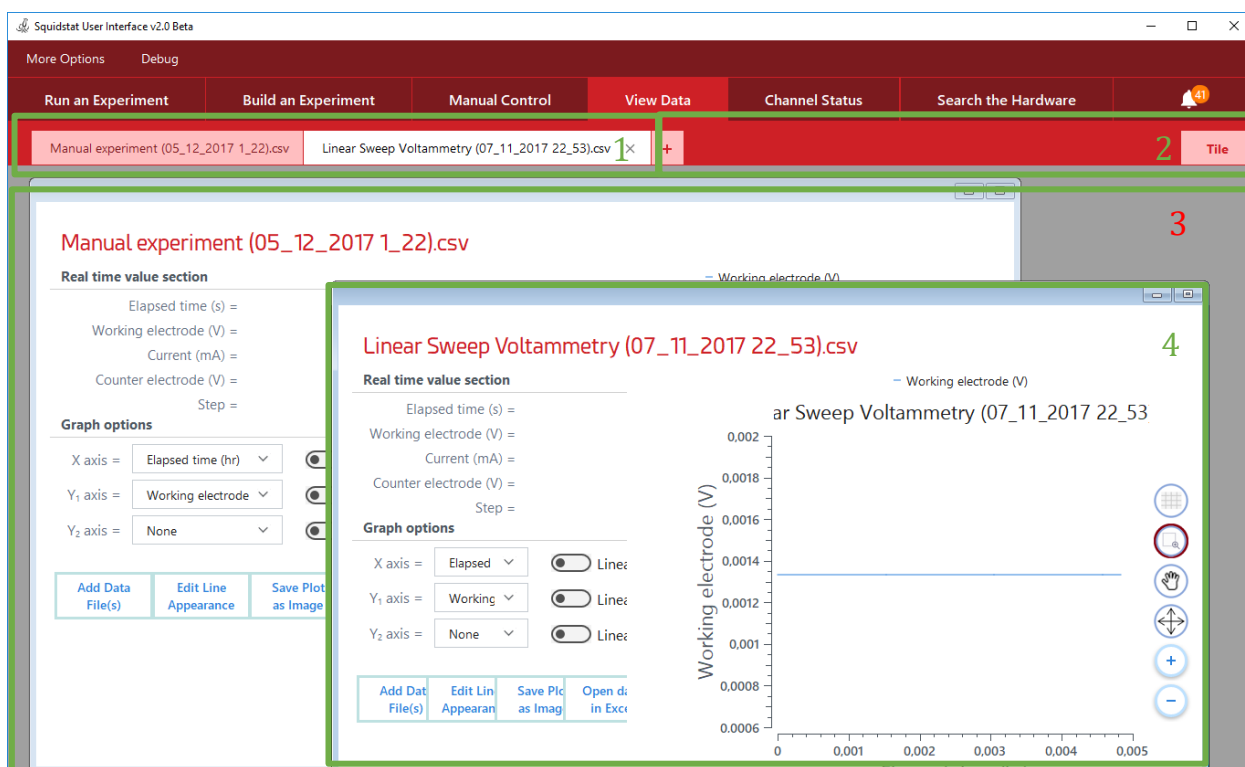 Squidstat User Interface v2.0 Beta
More Options Debug
Run an Experiment Build an Experiment Manual Control View Data Channel Status Search the Hardware 41
Manual experiment (05_12_2017 1_22).csv Linear Sweep Voltammetry (07_11_2017 22_53).csv × + Tile
1
2
3
Manual experiment (05_12_2017 1_22).csv
Real time value section
Working electrode (V)
Elapsed time (s) =
Working electrode (V) =
Current (mA) =
Counter electrode (V) =
Step =
Graph options
X axis = Elapsed time (hr)
Y₁ axis = Working electrode
Y₂ axis = None
Add Data File(s)
Edit Line Appearance
Save Plot as Image
4
Linear Sweep Voltammetry (07_11_2017 22_53).csv
Real time value section
Elapsed time (s) =
Working electrode (V) =
Current (mA) =
Counter electrode (V) =
Step =
Graph options
X axis = Elapsed Linea
Y₁ axis = Working Linea
Y₂ axis = None Linea
Add Dat File(s)
Edit Lin Appearan
Save Plo as Imag
Open da in Exce
Working electrode (V)
ar Sweep Voltammetry (07_11_2017 22_53
Working electrode (V)
0,002
0,0018
0,0016
0,0014
0,0012
0,001
0,0008
0.0006
0 0,001 0,002 0,003 0,004 0,005
+
−